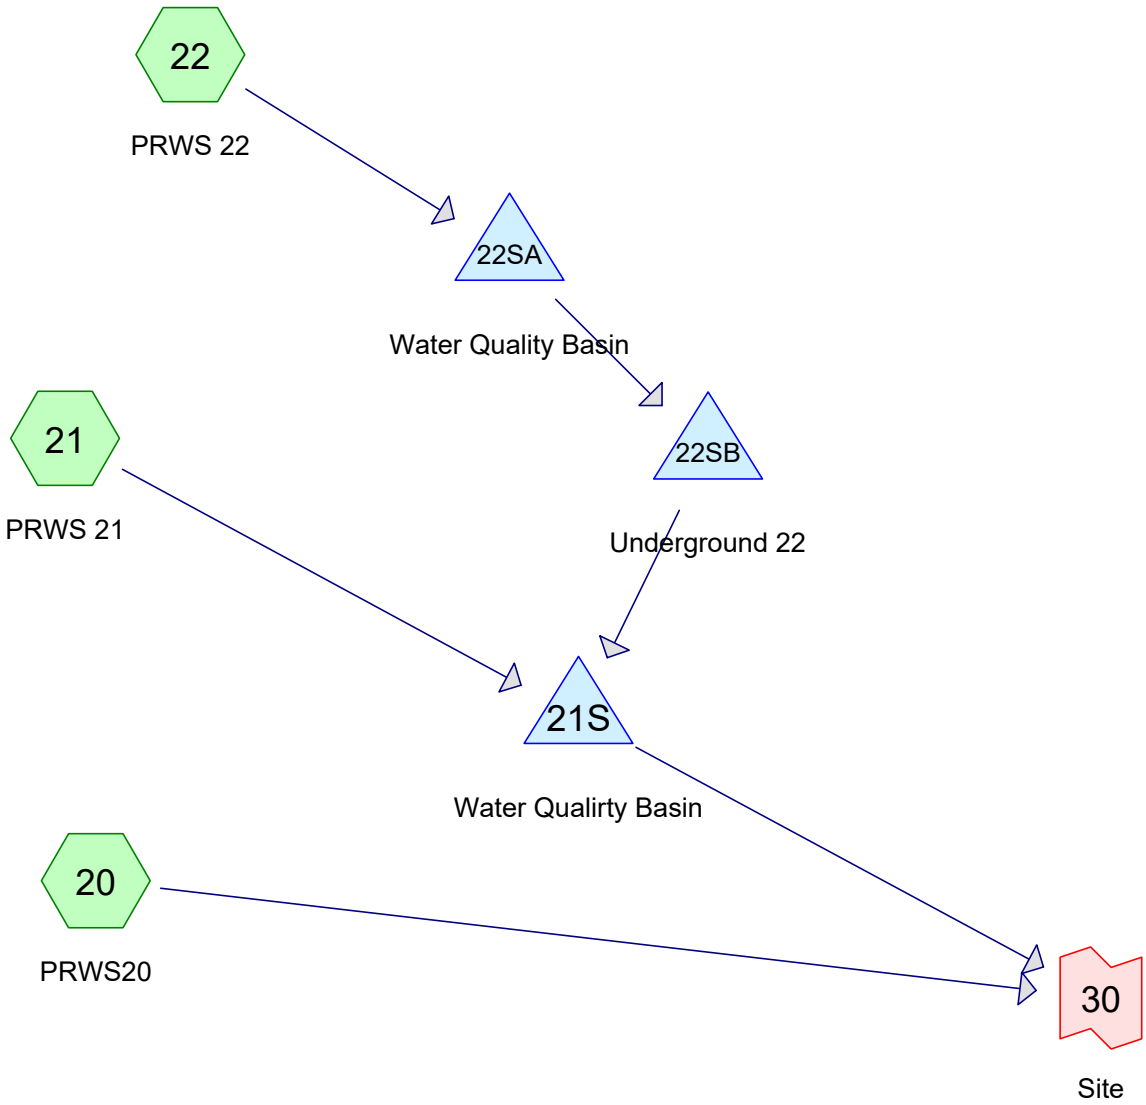 22
PRWS 22
22SA
Water Quality Basin
21
PRWS 21
22SB
Underground 22
21S
Water Qualirty Basin
20
PRWS20
30
Site